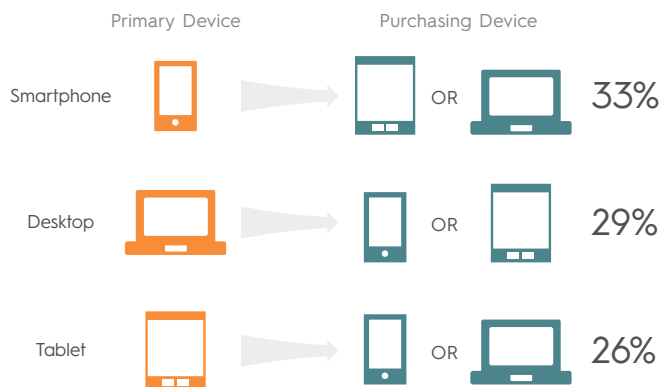 Primary Device
Purchasing Device
Smartphone
OR
33%
Desktop
OR
29%
Tablet
OR
26%